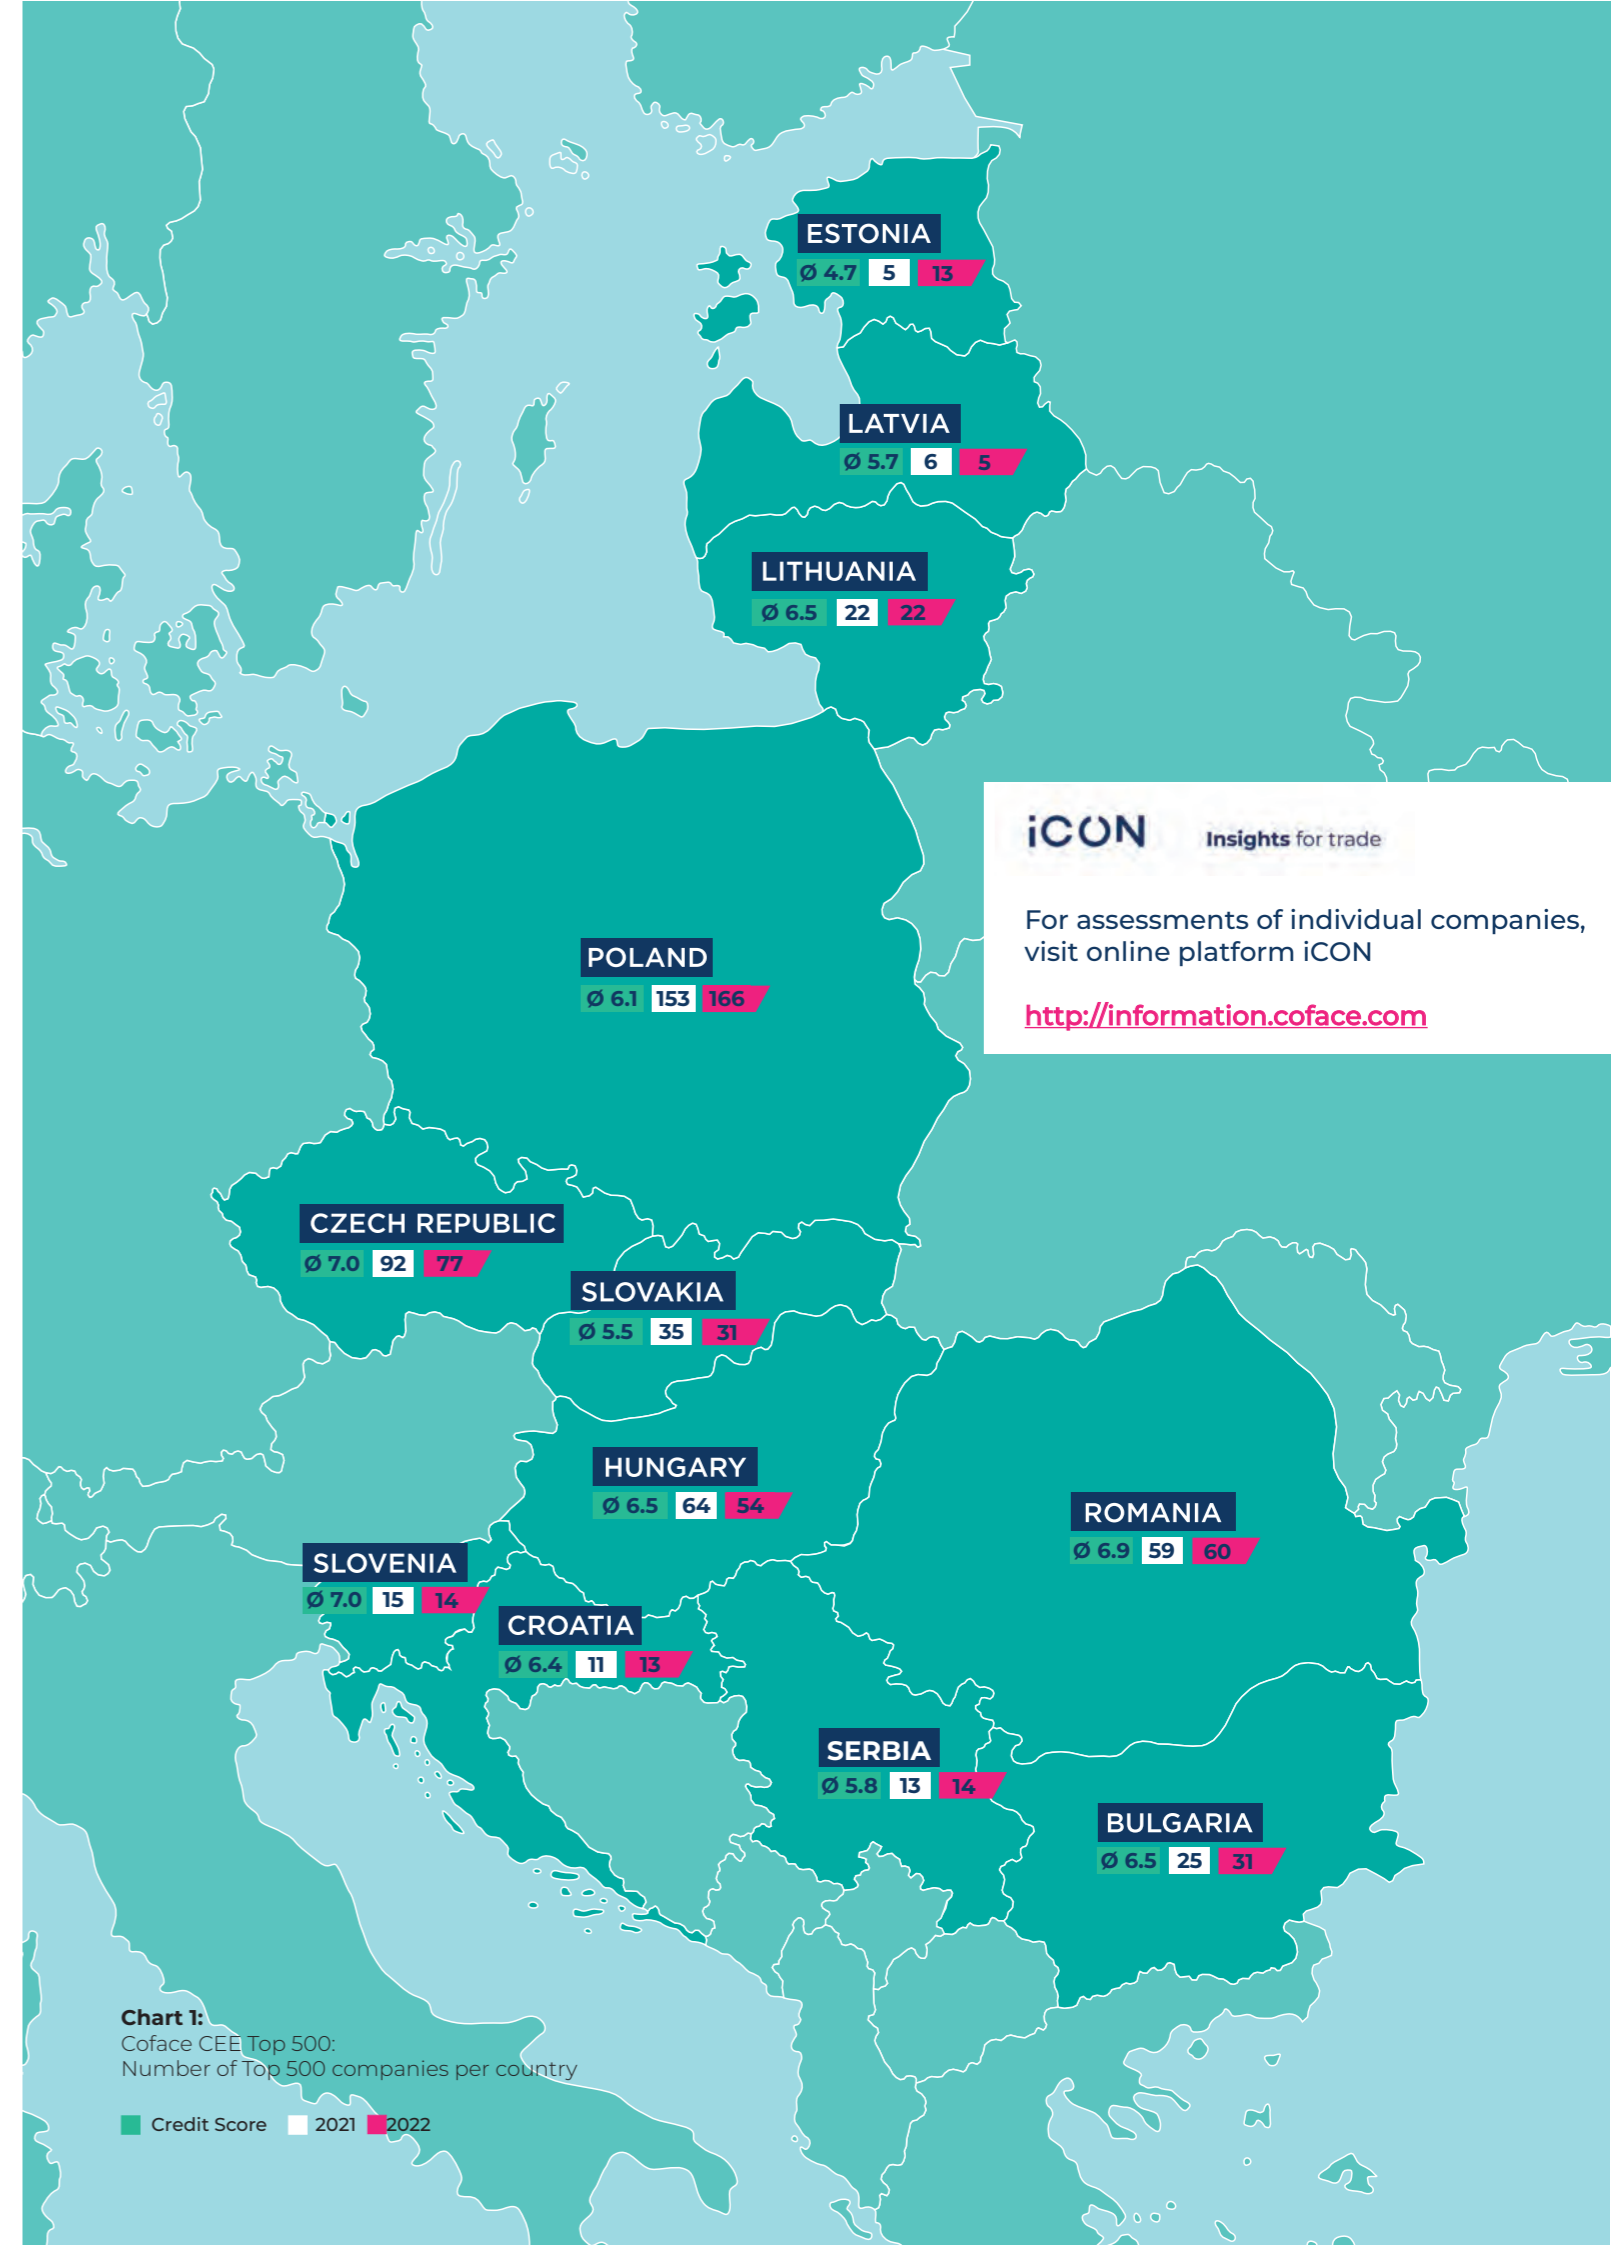 ESTONIA
Ø 4.7 5 13
LATVIA
Ø 5.7 6 5
LITHUANIA
Ø 6.5 22 22
iCON Insights for trade
For assessments of individual companies,
visit online platform iCON
http://information.coface.com
POLAND
Ø 6.1 153 166
CZECH REPUBLIC
Ø 7.0 92 77
SLOVAKIA
Ø 5.5 35 31
HUNGARY
Ø 6.5 64 54
ROMANIA
Ø 6.9 59 60
SLOVENIA
Ø 7.0 15 14
CROATIA
Ø 6.4 11 13
SERBIA
Ø 5.8 13 14
BULGARIA
Ø 6.5 25 31
Chart 1:
Coface CEE Top 500:
Number of Top 500 companies per country
Credit Score 2021 2022